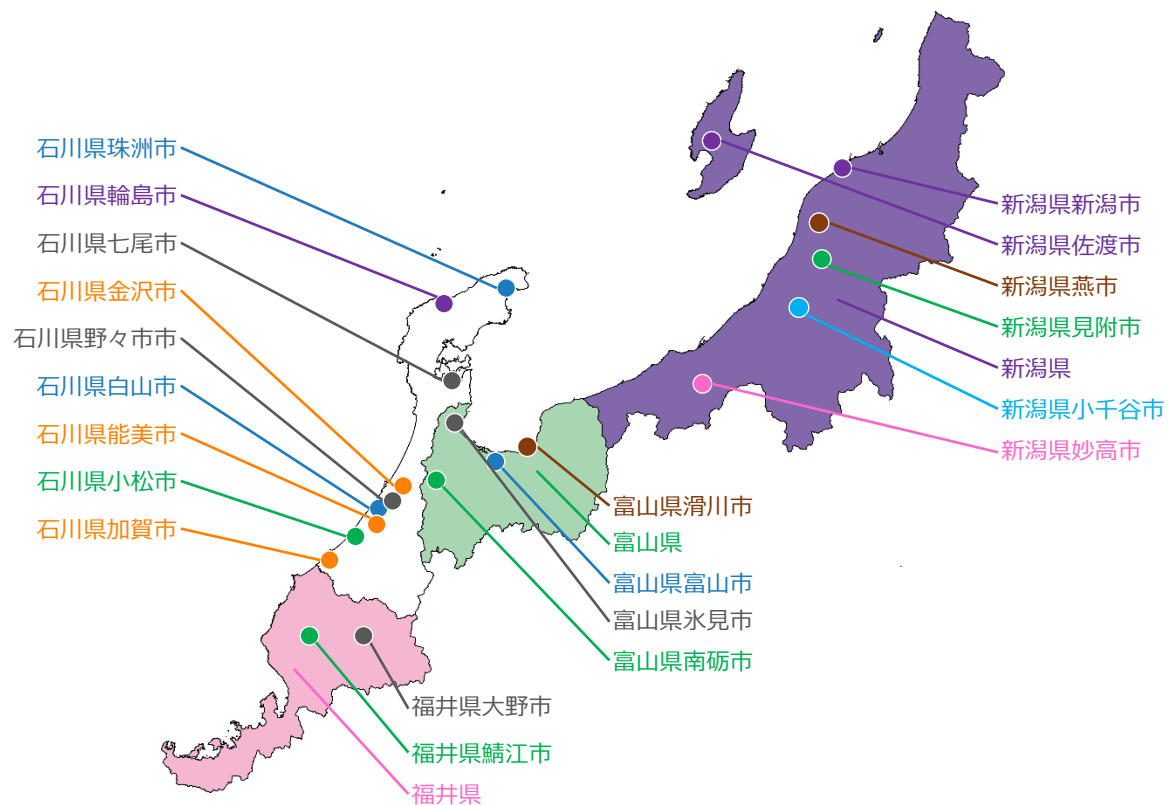 石川県珠洲市
石川県輪島市
石川県七尾市
石川県金沢市
石川県野々市市
石川県白山市
石川県能美市
石川県小松市
石川県加賀市
新潟県新潟市
新潟県佐渡市
新潟県燕市
新潟県見附市
新潟県
新潟県小千谷市
新潟県妙高市
富山県滑川市
富山県
富山県富山市
富山県氷見市
富山県南砺市
福井県大野市
福井県鯖江市
福井県